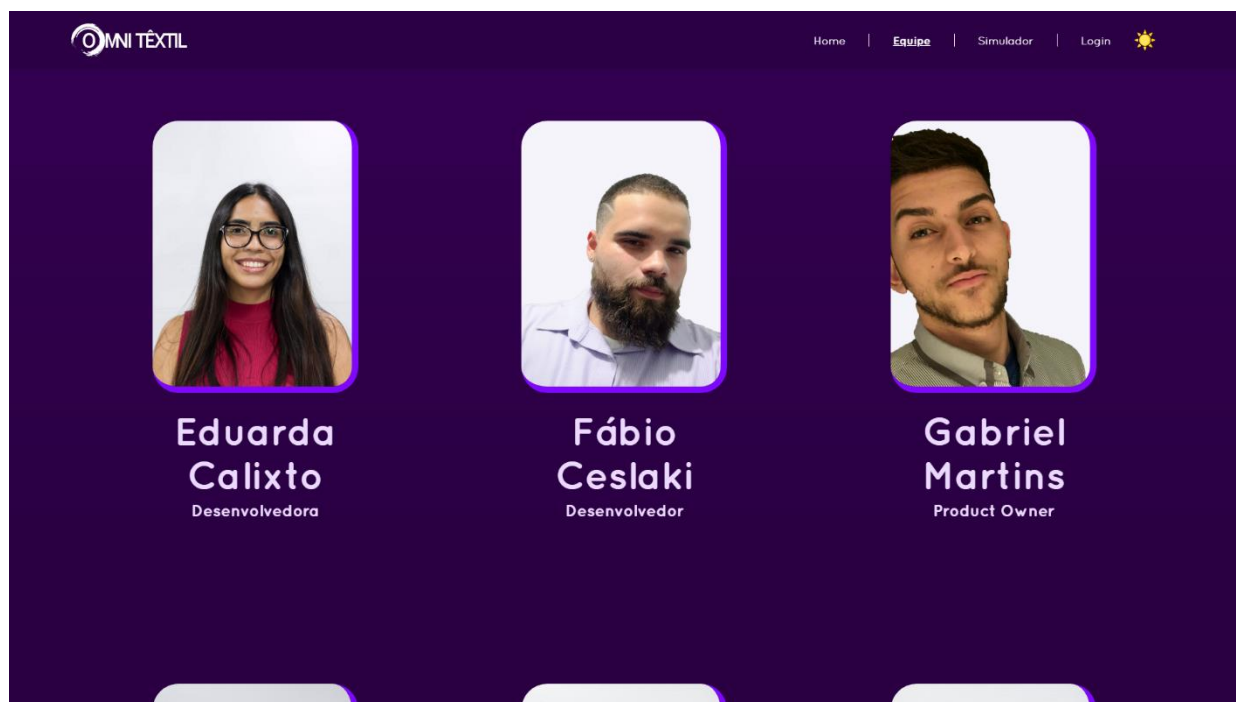 OMNI TÊXTIL
Home | Equipe | Simulador | Login
Eduarda Calixto
Desenvolvedora
Fábio Ceslaki
Desenvolvedor
Gabriel Martins
Product Owner